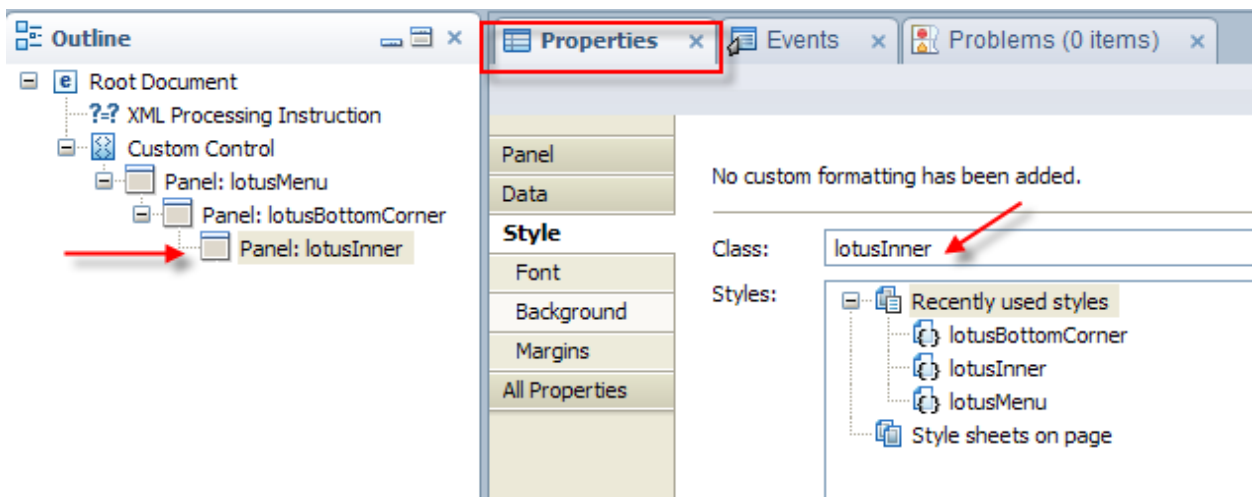 Outline
Root Document
?=? XML Processing Instruction
Custom Control
Panel: lotusMenu
Panel: lotusBottomCorner
Panel: lotusInner
Properties
Events
Problems (0 items)
Panel
Data
Style
Font
Background
Margins
All Properties
No custom formatting has been added.
Class:
lotusInner
Styles:
Recently used styles
lotusBottomCorner
lotusInner
lotusMenu
Style sheets on page